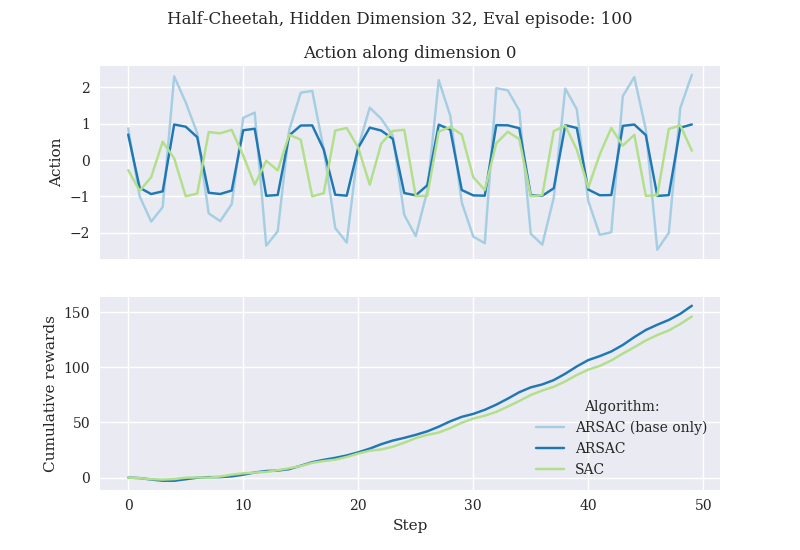 Half-Cheetah, Hidden Dimension 32, Eval episode: 100
Action along dimension 0
Action
2
1
0
−1
−2
Cumulative rewards
150
100
50
0
Algorithm:
ARSAC (base only)
ARSAC
SAC
0
10
20
30
40
50
Step